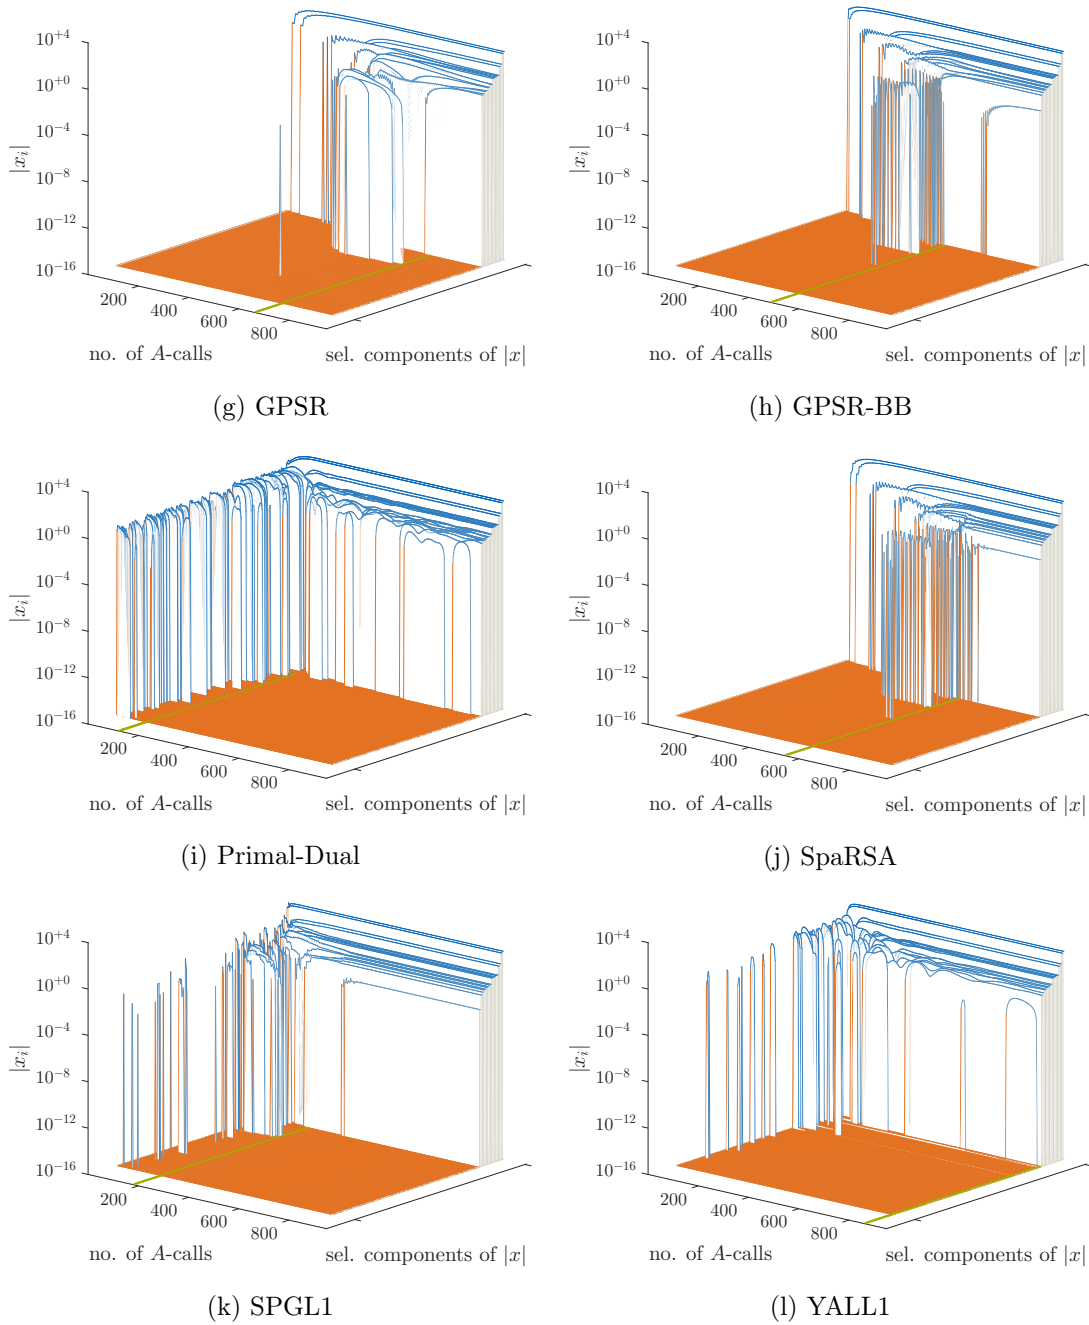 10^{+4}
10^{+0}
10^{-4}
10^{-8}
10^{-12}
10^{-16}
|x_i|
200
400
600
800
no. of A-calls
sel. components of |x|
(g) GPSR
10^{+4}
10^{+0}
10^{-4}
10^{-8}
10^{-12}
10^{-16}
|x_i|
200
400
600
800
no. of A-calls
sel. components of |x|
(h) GPSR-BB
10^{+4}
10^{+0}
10^{-4}
10^{-8}
10^{-12}
10^{-16}
|x_i|
200
400
600
800
no. of A-calls
sel. components of |x|
(i) Primal-Dual
10^{+4}
10^{+0}
10^{-4}
10^{-8}
10^{-12}
10^{-16}
|x_i|
200
400
600
800
no. of A-calls
sel. components of |x|
(j) SpaRSA
10^{+4}
10^{+0}
10^{-4}
10^{-8}
10^{-12}
10^{-16}
|x_i|
200
400
600
800
no. of A-calls
sel. components of |x|
(k) SPGL1
10^{+4}
10^{+0}
10^{-4}
10^{-8}
10^{-12}
10^{-16}
|x_i|
200
400
600
800
no. of A-calls
sel. components of |x|
(l) YALL1